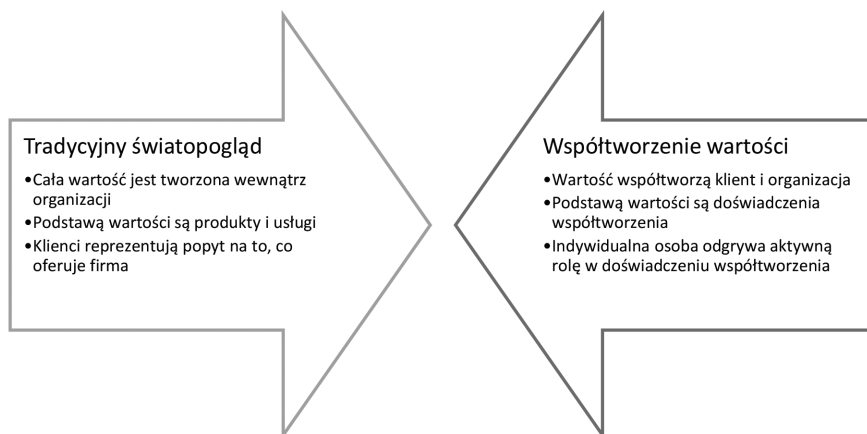 Tradycyjny światopogląd
•Cała wartość jest tworzona wewnątrz
organizacji
•Podstawą wartości są produkty i usługi
•Klienci reprezentują popyt na to, co
oferuje firma
Współtworzenie wartości
•Wartość współtworzą klient i organizacja
•Podstawą wartości są doświadczenia
współtworzenia
•Indywidualna osoba odgrywa aktywną
rolę w doświadczeniu współtworzenia